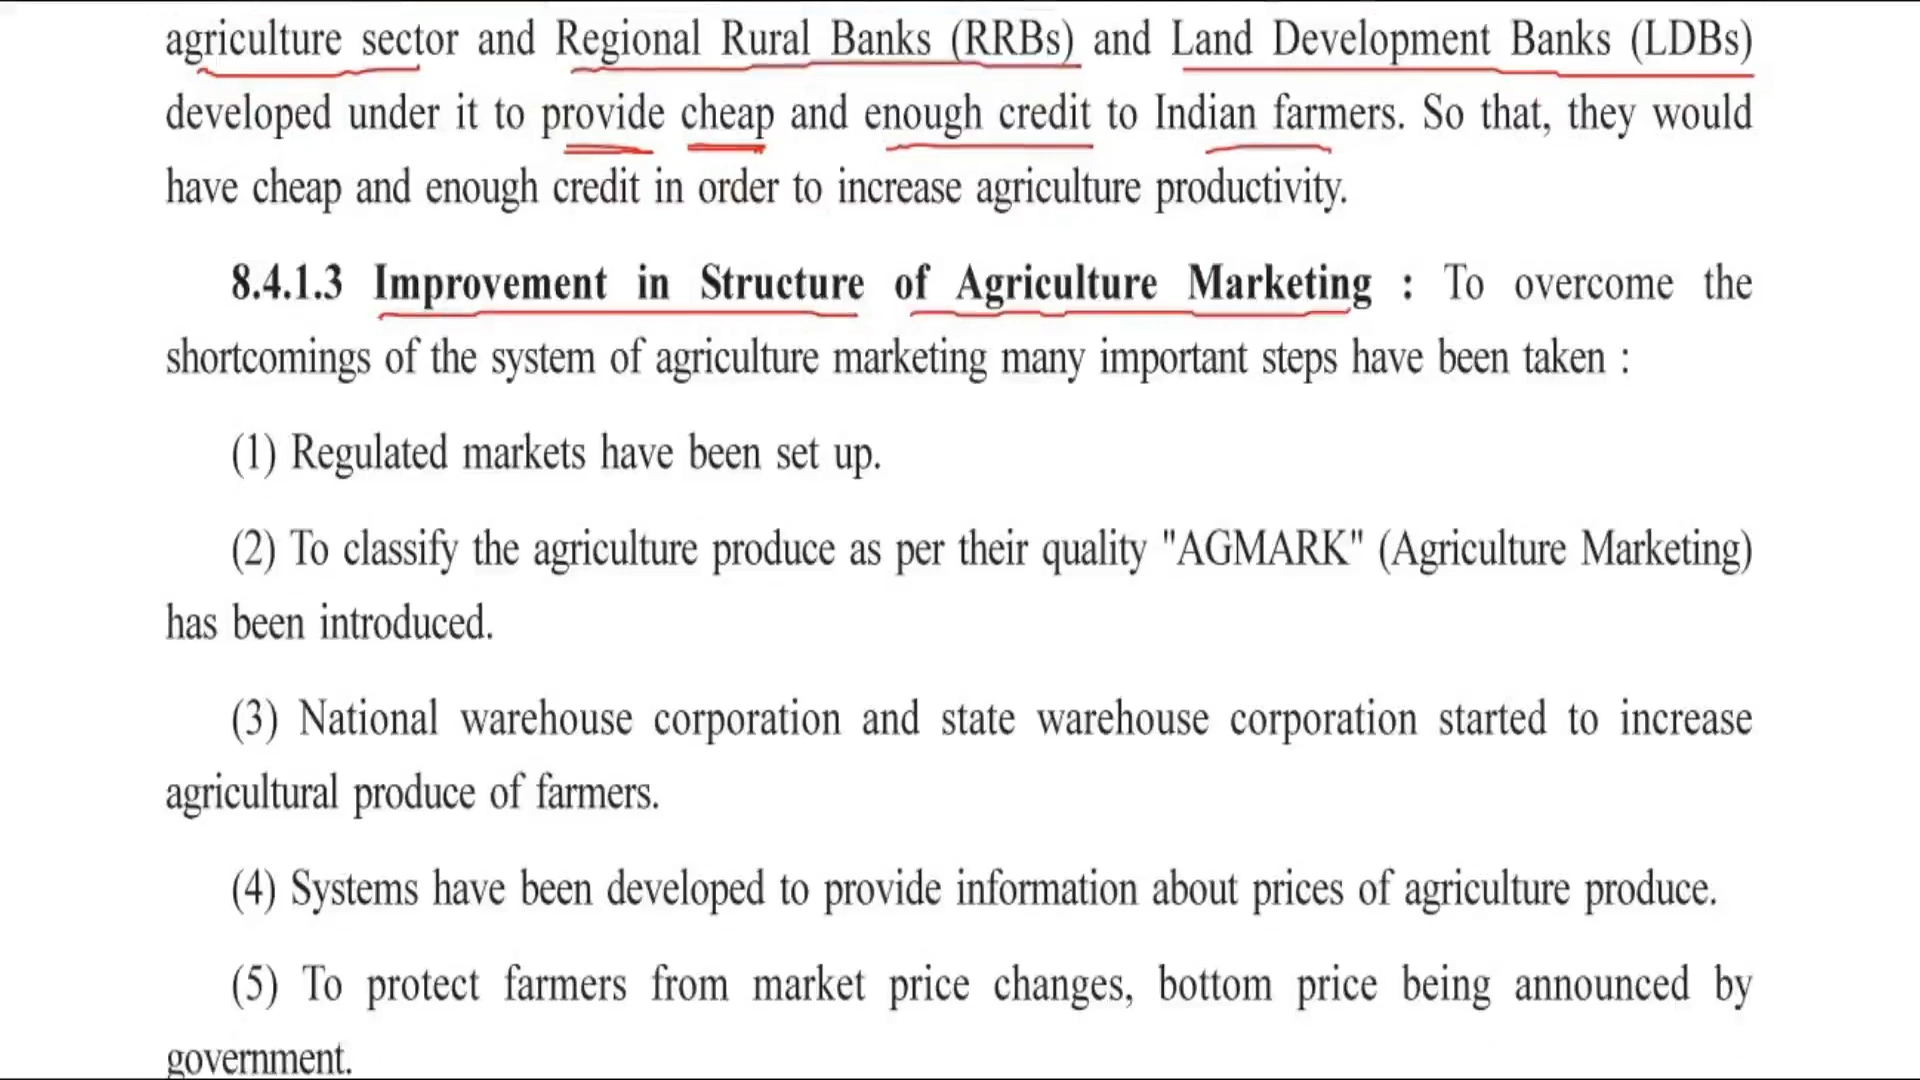 agriculture sector and Regional Rural Banks (RRBs) and Land Development Banks (LDBs)
developed under it to provide cheap and enough credit to Indian farmers. So that, they would
have cheap and enough credit in order to increase agriculture productivity.
8.4.1.3 Improvement in Structure of Agriculture Marketing : To overcome the
shortcomings of the system of agriculture marketing many important steps have been taken :
(1) Regulated markets have been set up.
(2) To classify the agriculture produce as per their quality "AGMARK" (Agriculture Marketing)
has been introduced.
(3) National warehouse corporation and state warehouse corporation started to increase
agricultural produce of farmers.
(4) Systems have been developed to provide information about prices of agriculture produce.
(5) To protect farmers from market price changes, bottom price being announced by
government.